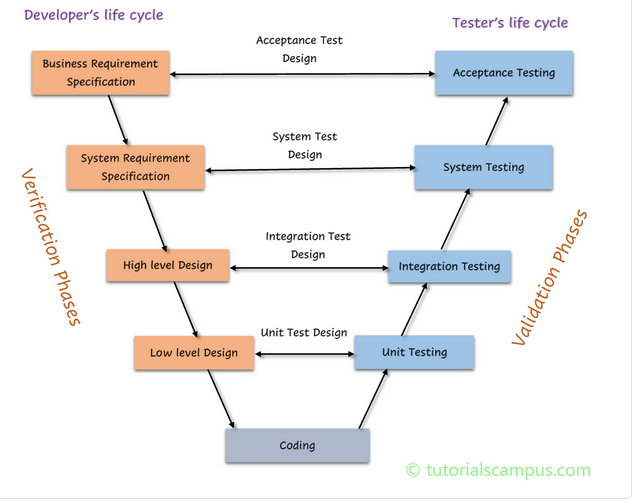 Developer's life cycle
Tester's life cycle
Business Requirement
Specification
Acceptance Test
Design
Acceptance Testing
System Requirement
Specification
System Test
Design
System Testing
Verification Phases
High level Design
Integration Test
Design
Integration Testing
Validation Phases
Low level Design
Unit Test Design
Unit Testing
Coding
© tutorialscampus.com